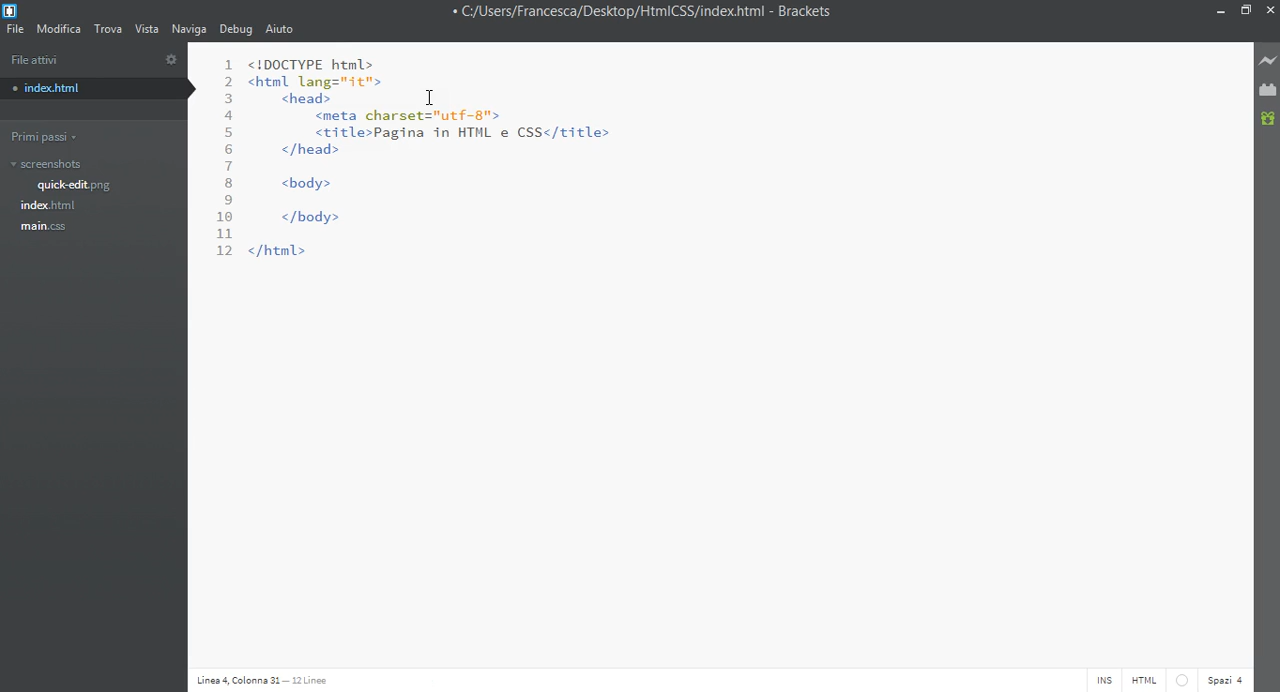 • C:/Users/Francesca/Desktop/HtmlCSS/index.html - Brackets
File Modifica Trova Vista Naviga Debug Aiuto
File attivi
• index.html
Primi passi
screenshots
quick-edit.png
index.html
main.css
1 <!DOCTYPE html>
2 <html lang="it">
3 <head>
4 <meta charset="utf-8">
5 <title>Pagina in HTML e CSS</title>
6 </head>
7
8 <body>
9
10 </body>
11
12 </html>
Linea 4, Colonna 31 — 12 Linee INS HTML Spazi 4